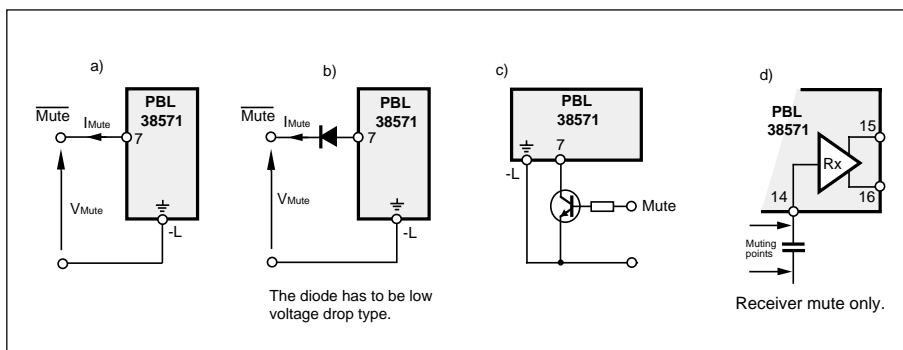 a)
Mute
IMute
PBL
38571
7
VMute
-L
b)
Mute
IMute
PBL
38571
7
VMute
-L
The diode has to be low
voltage drop type.
c)
PBL
38571
-L
7
Mute
d)
PBL
38571
15
Rx
14
16
Muting
points
Receiver mute only.